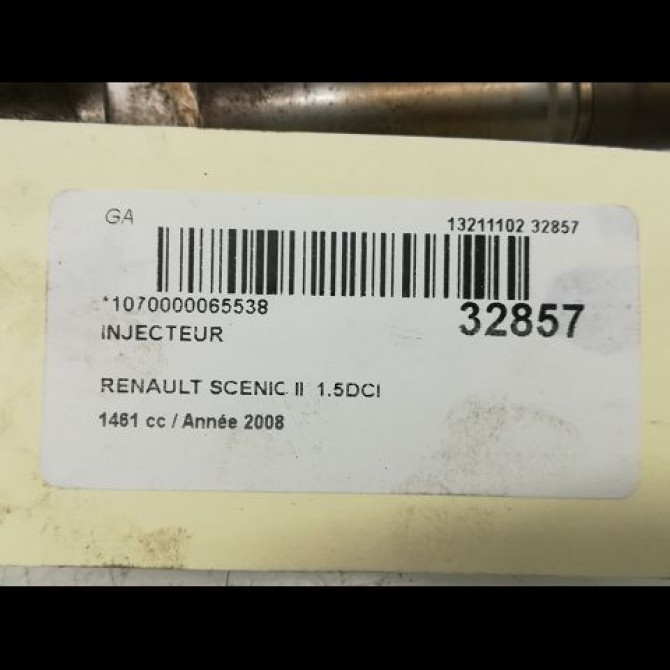 GA
13211102 32857
*1070000065538
32857
INJECTEUR
RENAULT SCENIC II 1.5DCI
1461 cc / Année 2008